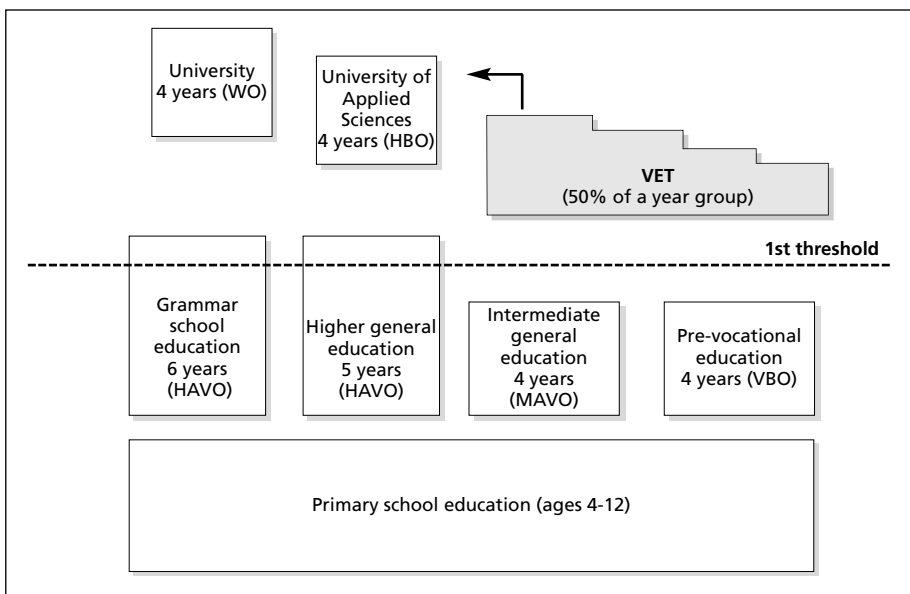 University
4 years (WO)
University of
Applied
Sciences
4 years (HBO)
VET
(50% of a year group)
1st threshold
Grammar
school
education
6 years
(HAVO)
Higher general
education
5 years
(HAVO)
Intermediate
general
education
4 years
(MAVO)
Pre-vocational
education
4 years (VBO)
Primary school education (ages 4-12)